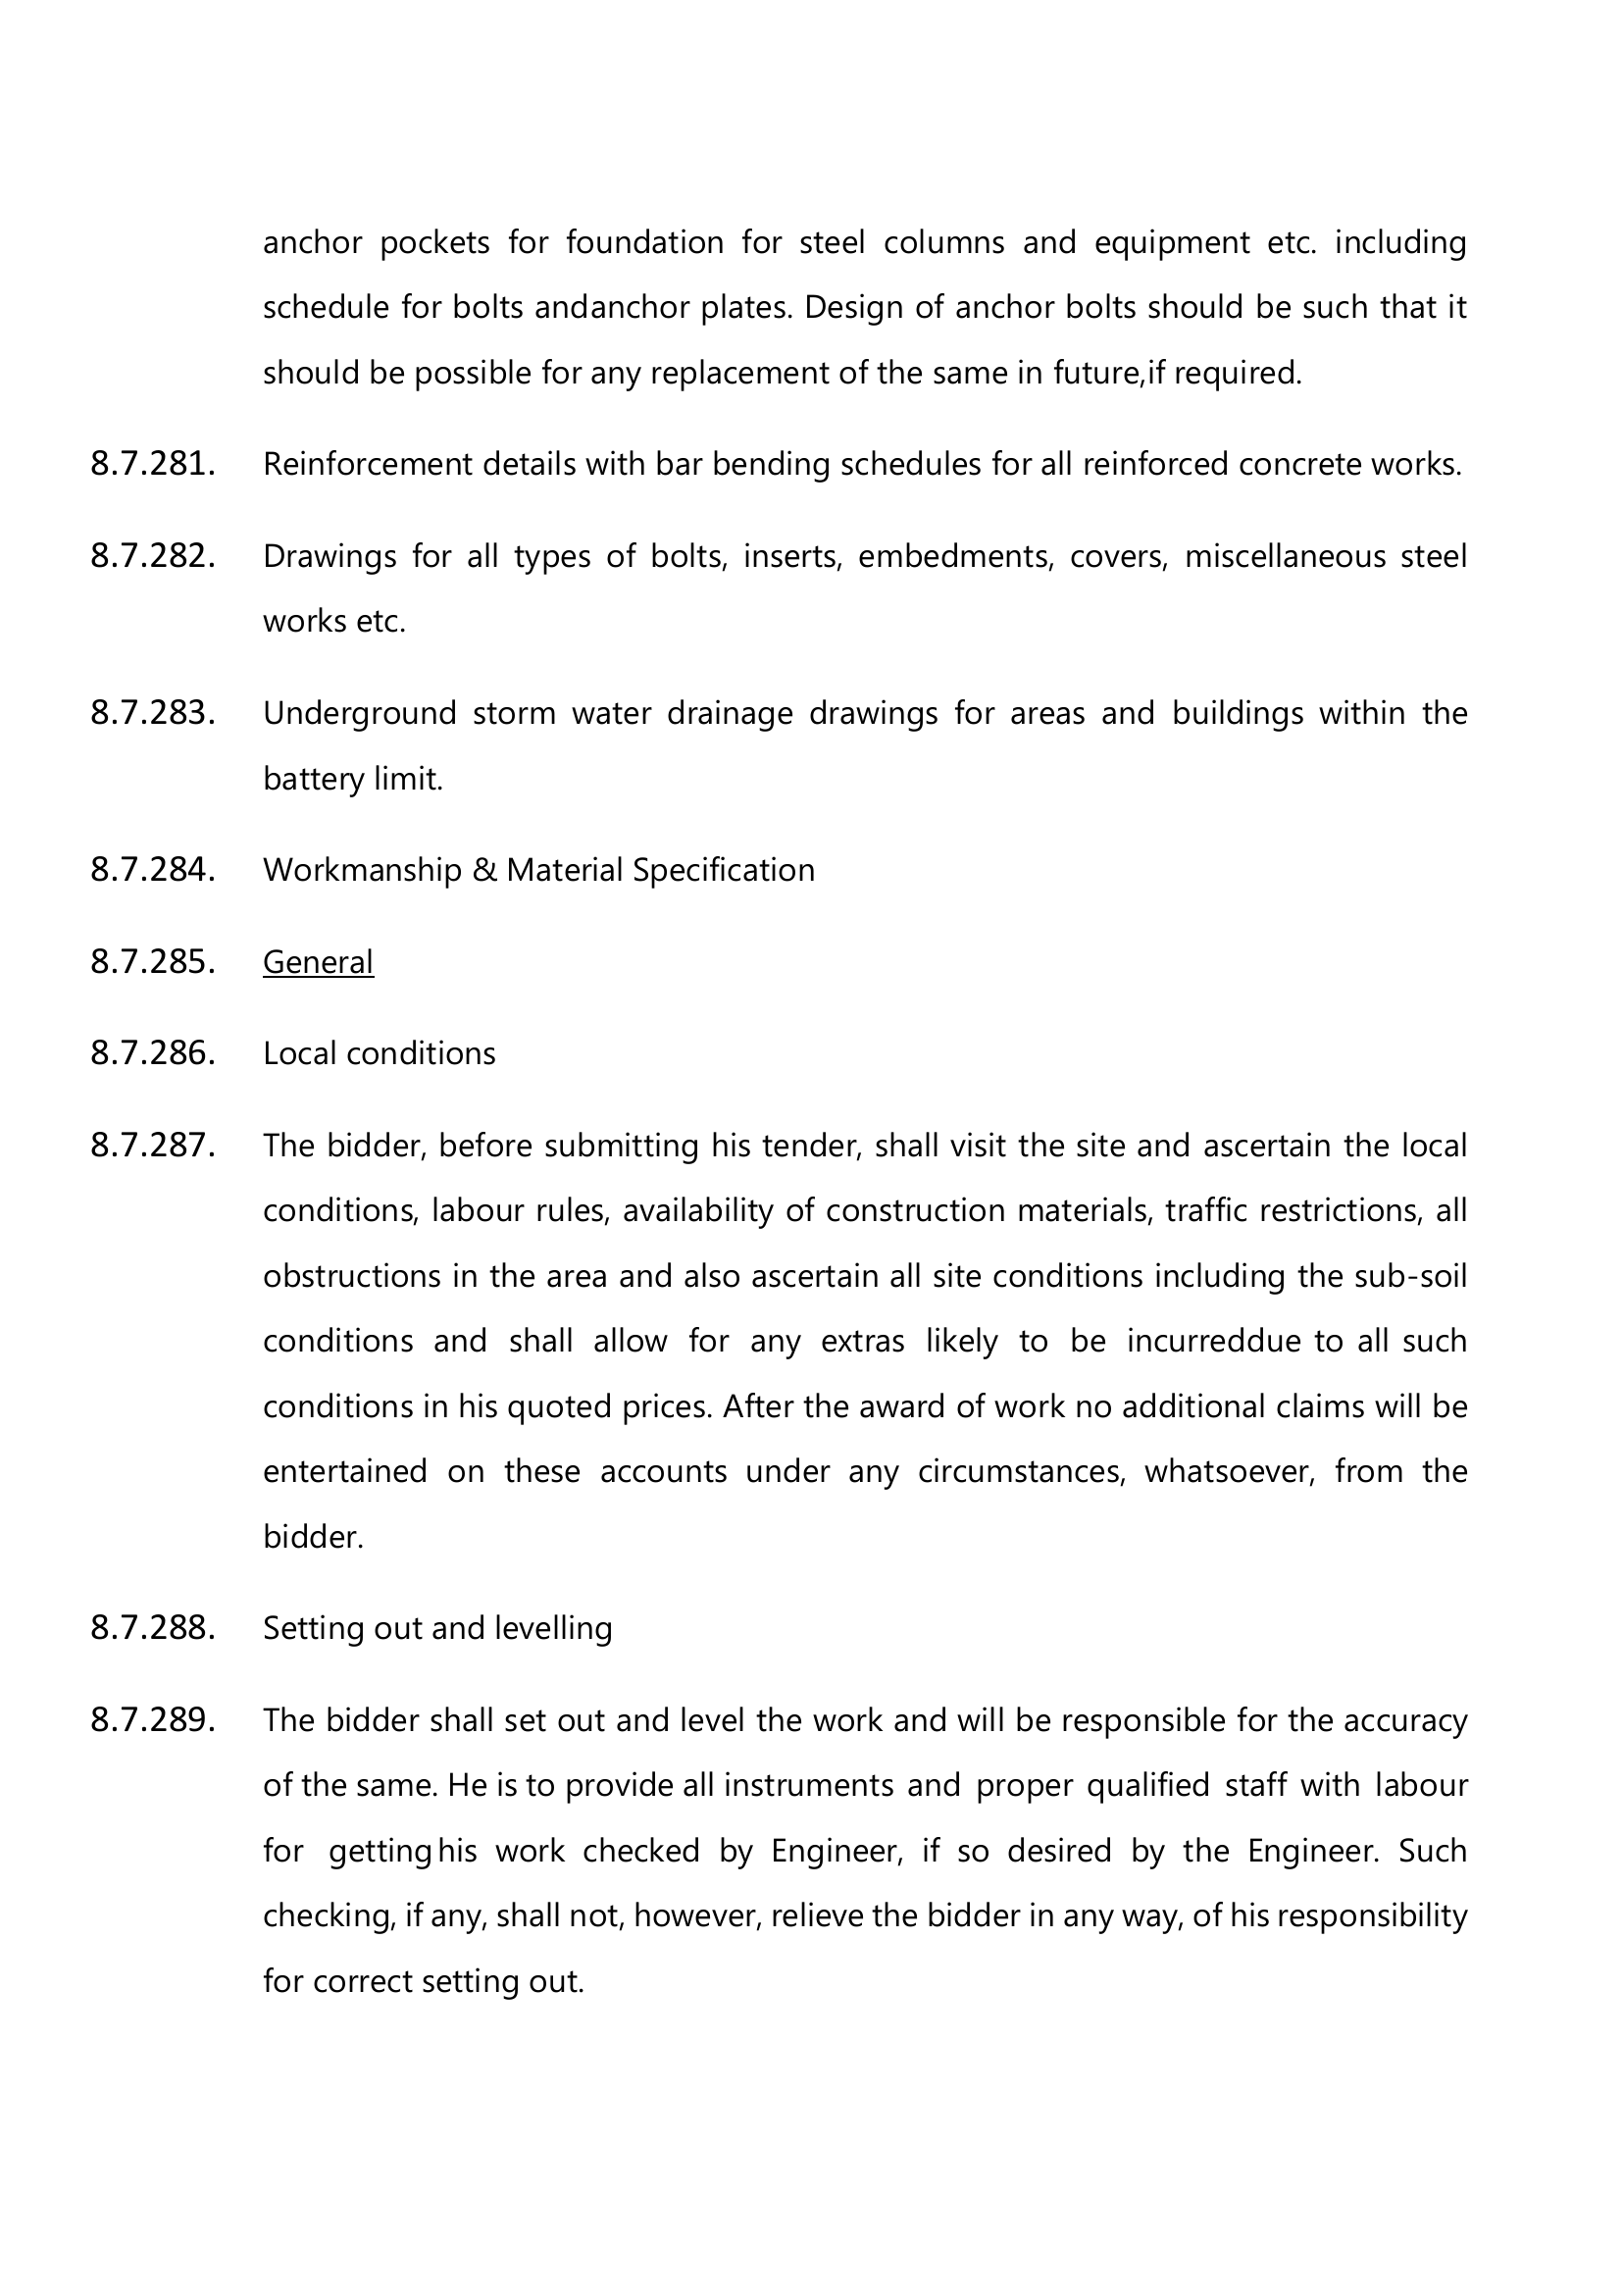 anchor pockets for foundation for steel columns and equipment etc. including
schedule for bolts andanchor plates. Design of anchor bolts should be such that it
should be possible for any replacement of the same in future,if required.
8.7.281. Reinforcement details with bar bending schedules for all reinforced concrete works.
8.7.282. Drawings for all types of bolts, inserts, embedments, covers, miscellaneous steel
works etc.
8.7.283. Underground storm water drainage drawings for areas and buildings within the
battery limit.
8.7.284. Workmanship & Material Specification
8.7.285. General
8.7.286. Local conditions
8.7.287. The bidder, before submitting his tender, shall visit the site and ascertain the local
conditions, labour rules, availability of construction materials, traffic restrictions, all
obstructions in the area and also ascertain all site conditions including the sub-soil
conditions and shall allow for any extras likely to be incurreddue to all such
conditions in his quoted prices. After the award of work no additional claims will be
entertained on these accounts under any circumstances, whatsoever, from the
bidder.
8.7.288. Setting out and levelling
8.7.289. The bidder shall set out and level the work and will be responsible for the accuracy
of the same. He is to provide all instruments and proper qualified staff with labour
for getting his work checked by Engineer, if so desired by the Engineer. Such
checking, if any, shall not, however, relieve the bidder in any way, of his responsibility
for correct setting out.